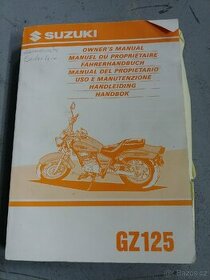 SUZUKI
OWNER'S MANUAL
MANUEL DU PROPRIETAIRE
FAHRERHANDBUCH
MANUAL DEL PROPIETARIO
USO E MANUTENZIONE
HANDLEIDING
HANDBOK
GZ125